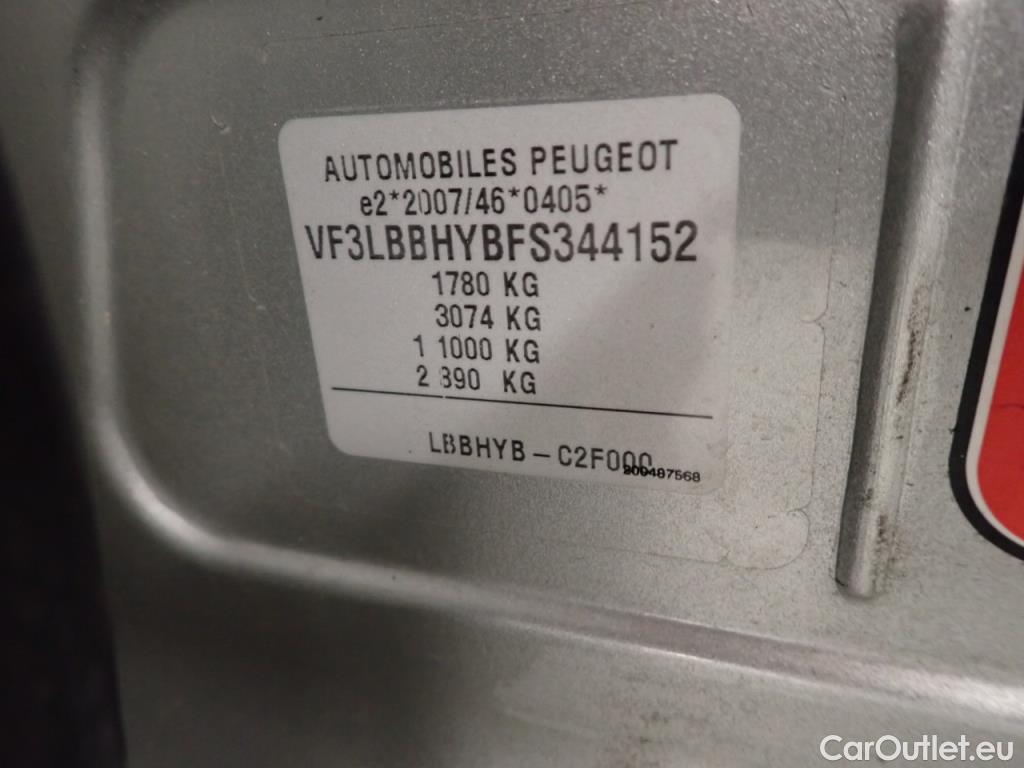 AUTOMOBILES PEUGEOT
e2*2007/46*0405*
VF3LBBHYBFS344152
1780 KG
3074 KG
1 1000 KG
2 890 KG
LBBHYB - C2F000
200487568
CarOutlet.eu